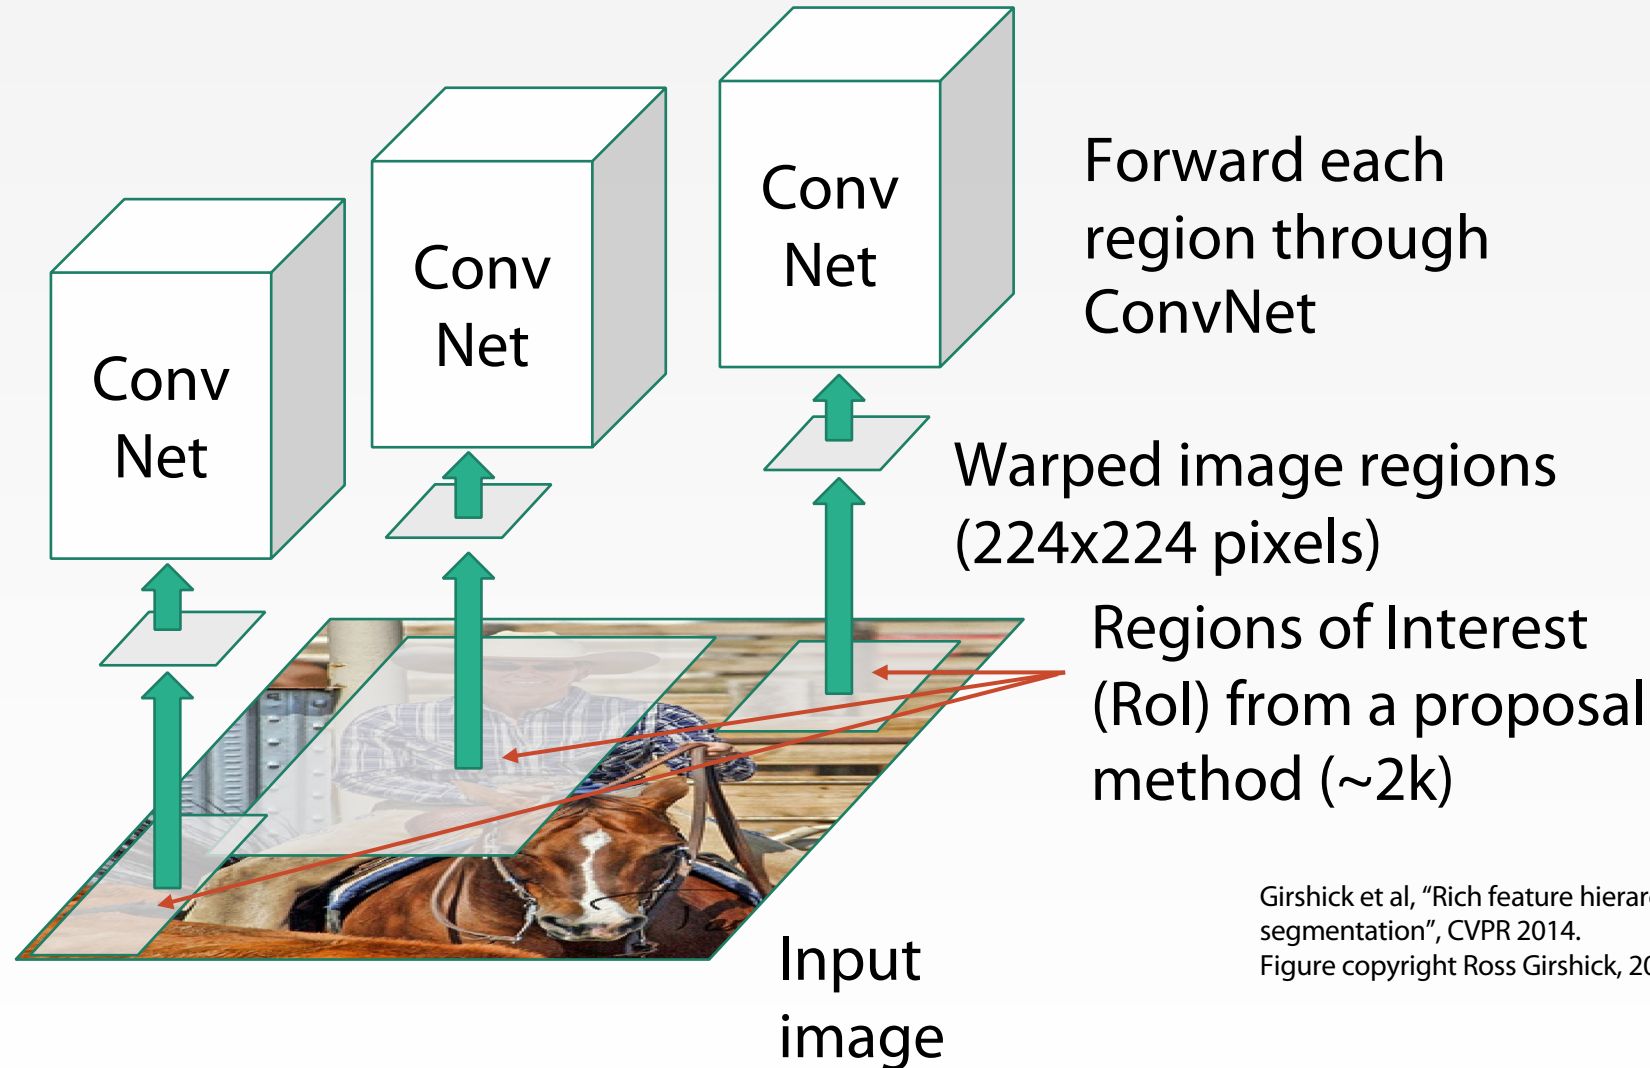 Conv
Net
Conv
Net
Conv
Net
Forward each
region through
ConvNet
Warped image regions
(224x224 pixels)
Regions of Interest
(RoI) from a proposal
method (~2k)
Input
image
Girshick et al, “Rich feature
segmentation”, CVPR 2014.
Figure copyright Ross Girshick,